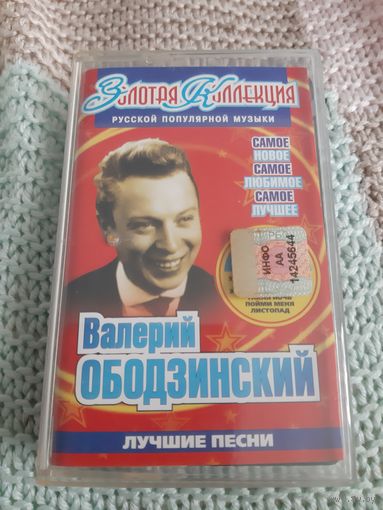 Золотая Коллекция
РУССКОЙ ПОПУЛЯРНОЙ МУЗЫКИ
САМОЕ
НОВОЕ
САМОЕ
ЛЮБИМОЕ
САМОЕ
ЛУЧШЕЕ
ИНФО
АА
14245644
ПОЙМИ МЕНЯ
ЛИСТОПАД
Валерий
ОБОДЗИНСКИЙ
ЛУЧШИЕ ПЕСНИ